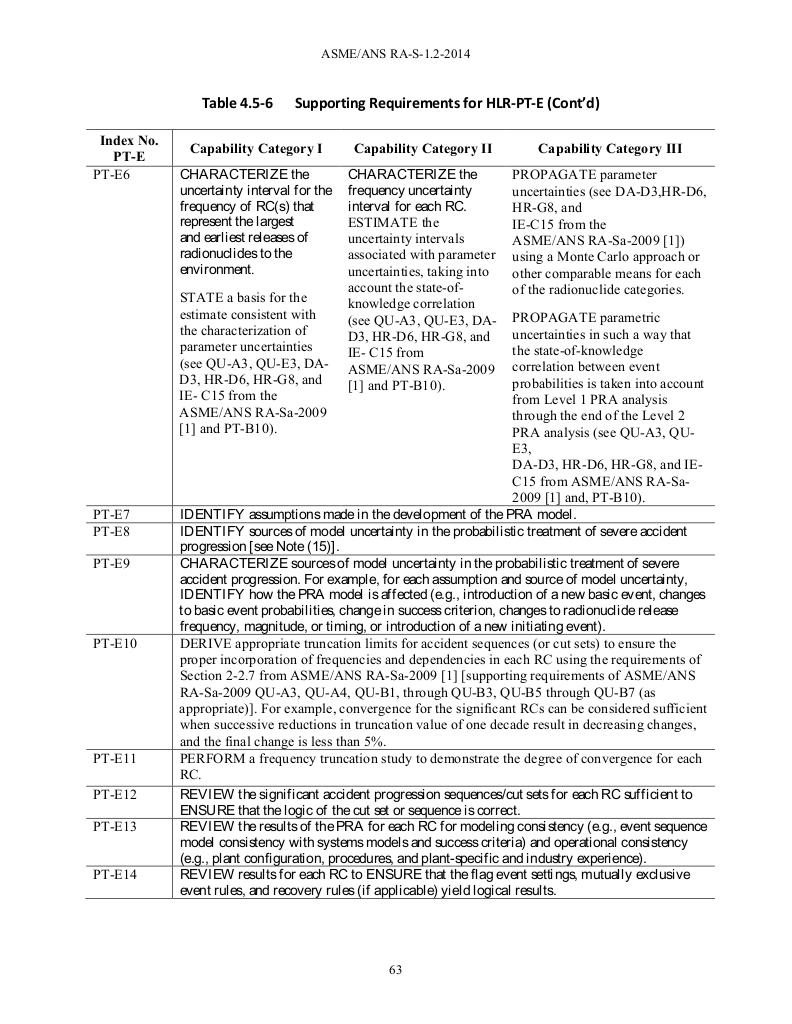 ASME/ANS RA-S-1.2-2014
Table 4.5-6 Supporting Requirements for HLR-PT-E (Cont'd)
Index No.
PT-E
Capability Category I
Capability Category II
Capability Category III
PT-E6
CHARACTERIZE the
uncertainty interval for the
frequency of RC(s) that
represent the largest
and earliest releases of
radionuclides to the
environment.
STATE a basis for the
estimate consistent with
the characterization of
parameter uncertainties
(see QU-A3, QU-E3, DA-
D3, HR-D6, HR-G8, and
IE- C15 from the
ASME/ANS RA-Sa-2009
[1] and PT-B10).
CHARACTERIZE the
frequency uncertainty
interval for each RC.
ESTIMATE the
uncertainty intervals
associated with parameter
uncertainties, taking into
account the state-of-
knowledge correlation
(see QU-A3, QU-E3, DA-
D3, HR-D6, HR-G8, and
IE- C15 from
ASME/ANS RA-Sa-2009
[1] and PT-B10).
PROPAGATE parameter
uncertainties (see DA-D3,HR-D6,
HR-G8, and
IE-C15 from the
ASME/ANS RA-Sa-2009 [1])
using a Monte Carlo approach or
other comparable means for each
of the radionuclide categories.
PROPAGATE parametric
uncertainties in such a way that
the state-of-knowledge
correlation between event
probabilities is taken into account
from Level 1 PRA analysis
through the end of the Level 2
PRA analysis (see QU-A3, QU-
E3,
DA-D3, HR-D6, HR-G8, and IE-
C15 from ASME/ANS RA-Sa-
2009 [1] and, PT-B10).
PT-E7
IDENTIFY assumptions made in the development of the PRA model.
PT-E8
IDENTIFY sources of model uncertainty in the probabilistic treatment of severe accident
progression [see Note (15)].
PT-E9
CHARACTERIZE sources of model uncertainty in the probabilistic treatment of severe
accident progression. For example, for each assumption and source of model uncertainty,
IDENTIFY how the PRA model is affected (e.g., introduction of a new basic event, changes
to basic event probabilities, change in success criterion, changes to radionuclide release
frequency, magnitude, or timing, or introduction of a new initiating event).
PT-E10
DERIVE appropriate truncation limits for accident sequences (or cut sets) to ensure the
proper incorporation of frequencies and dependencies in each RC using the requirements of
Section 2-2.7 from ASME/ANS RA-Sa-2009 [1] [supporting requirements of ASME/ANS
RA-Sa-2009 QU-A3, QU-A4, QU-B1, through QU-B3, QU-B5 through QU-B7 (as
appropriate)]. For example, convergence for the significant RCs can be considered sufficient
when successive reductions in truncation value of one decade result in decreasing changes,
and the final change is less than 5%.
PT-E11
PERFORM a frequency truncation study to demonstrate the degree of convergence for each
RC.
PT-E12
REVIEW the significant accident progression sequences/cut sets for each RC sufficient to
ENSURE that the logic of the cut set or sequence is correct.
PT-E13
REVIEW the results of the PRA for each RC for modeling consistency (e.g., event sequence
model consistency with systems models and success criteria) and operational consistency
(e.g., plant configuration, procedures, and plant-specific and industry experience).
PT-E14
REVIEW results for each RC to ENSURE that the flag event settings, mutually exclusive
event rules, and recovery rules (if applicable) yield logical results.
63